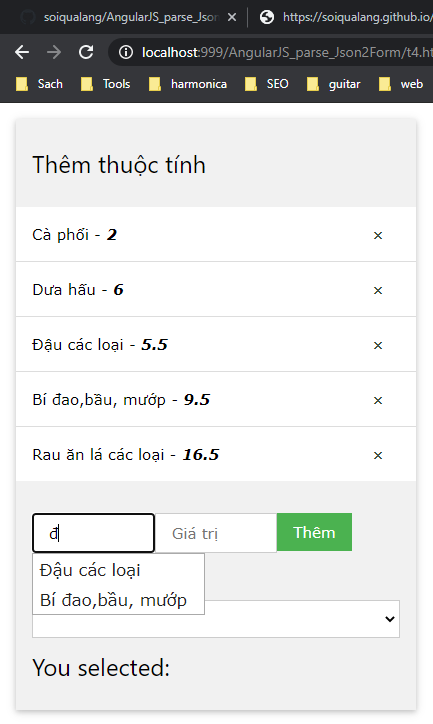 soiqualang/AngularJS_parse_Json
https://soiqualang.github.io/
localhost:999/AngularJS_parse_Json2Form/t4.ht
Sach Tools harmonica SEO guitar web
Thêm thuộc tính
Cà phổi - 2 ×
Dưa hấu - 6 ×
Đậu các loại - 5.5 ×
Bí đao,bầu, mướp - 9.5 ×
Rau ăn lá các loại - 16.5 ×
đ Giá trị Thêm
Đậu các loại
Bí đao,bầu, mướp
You selected: